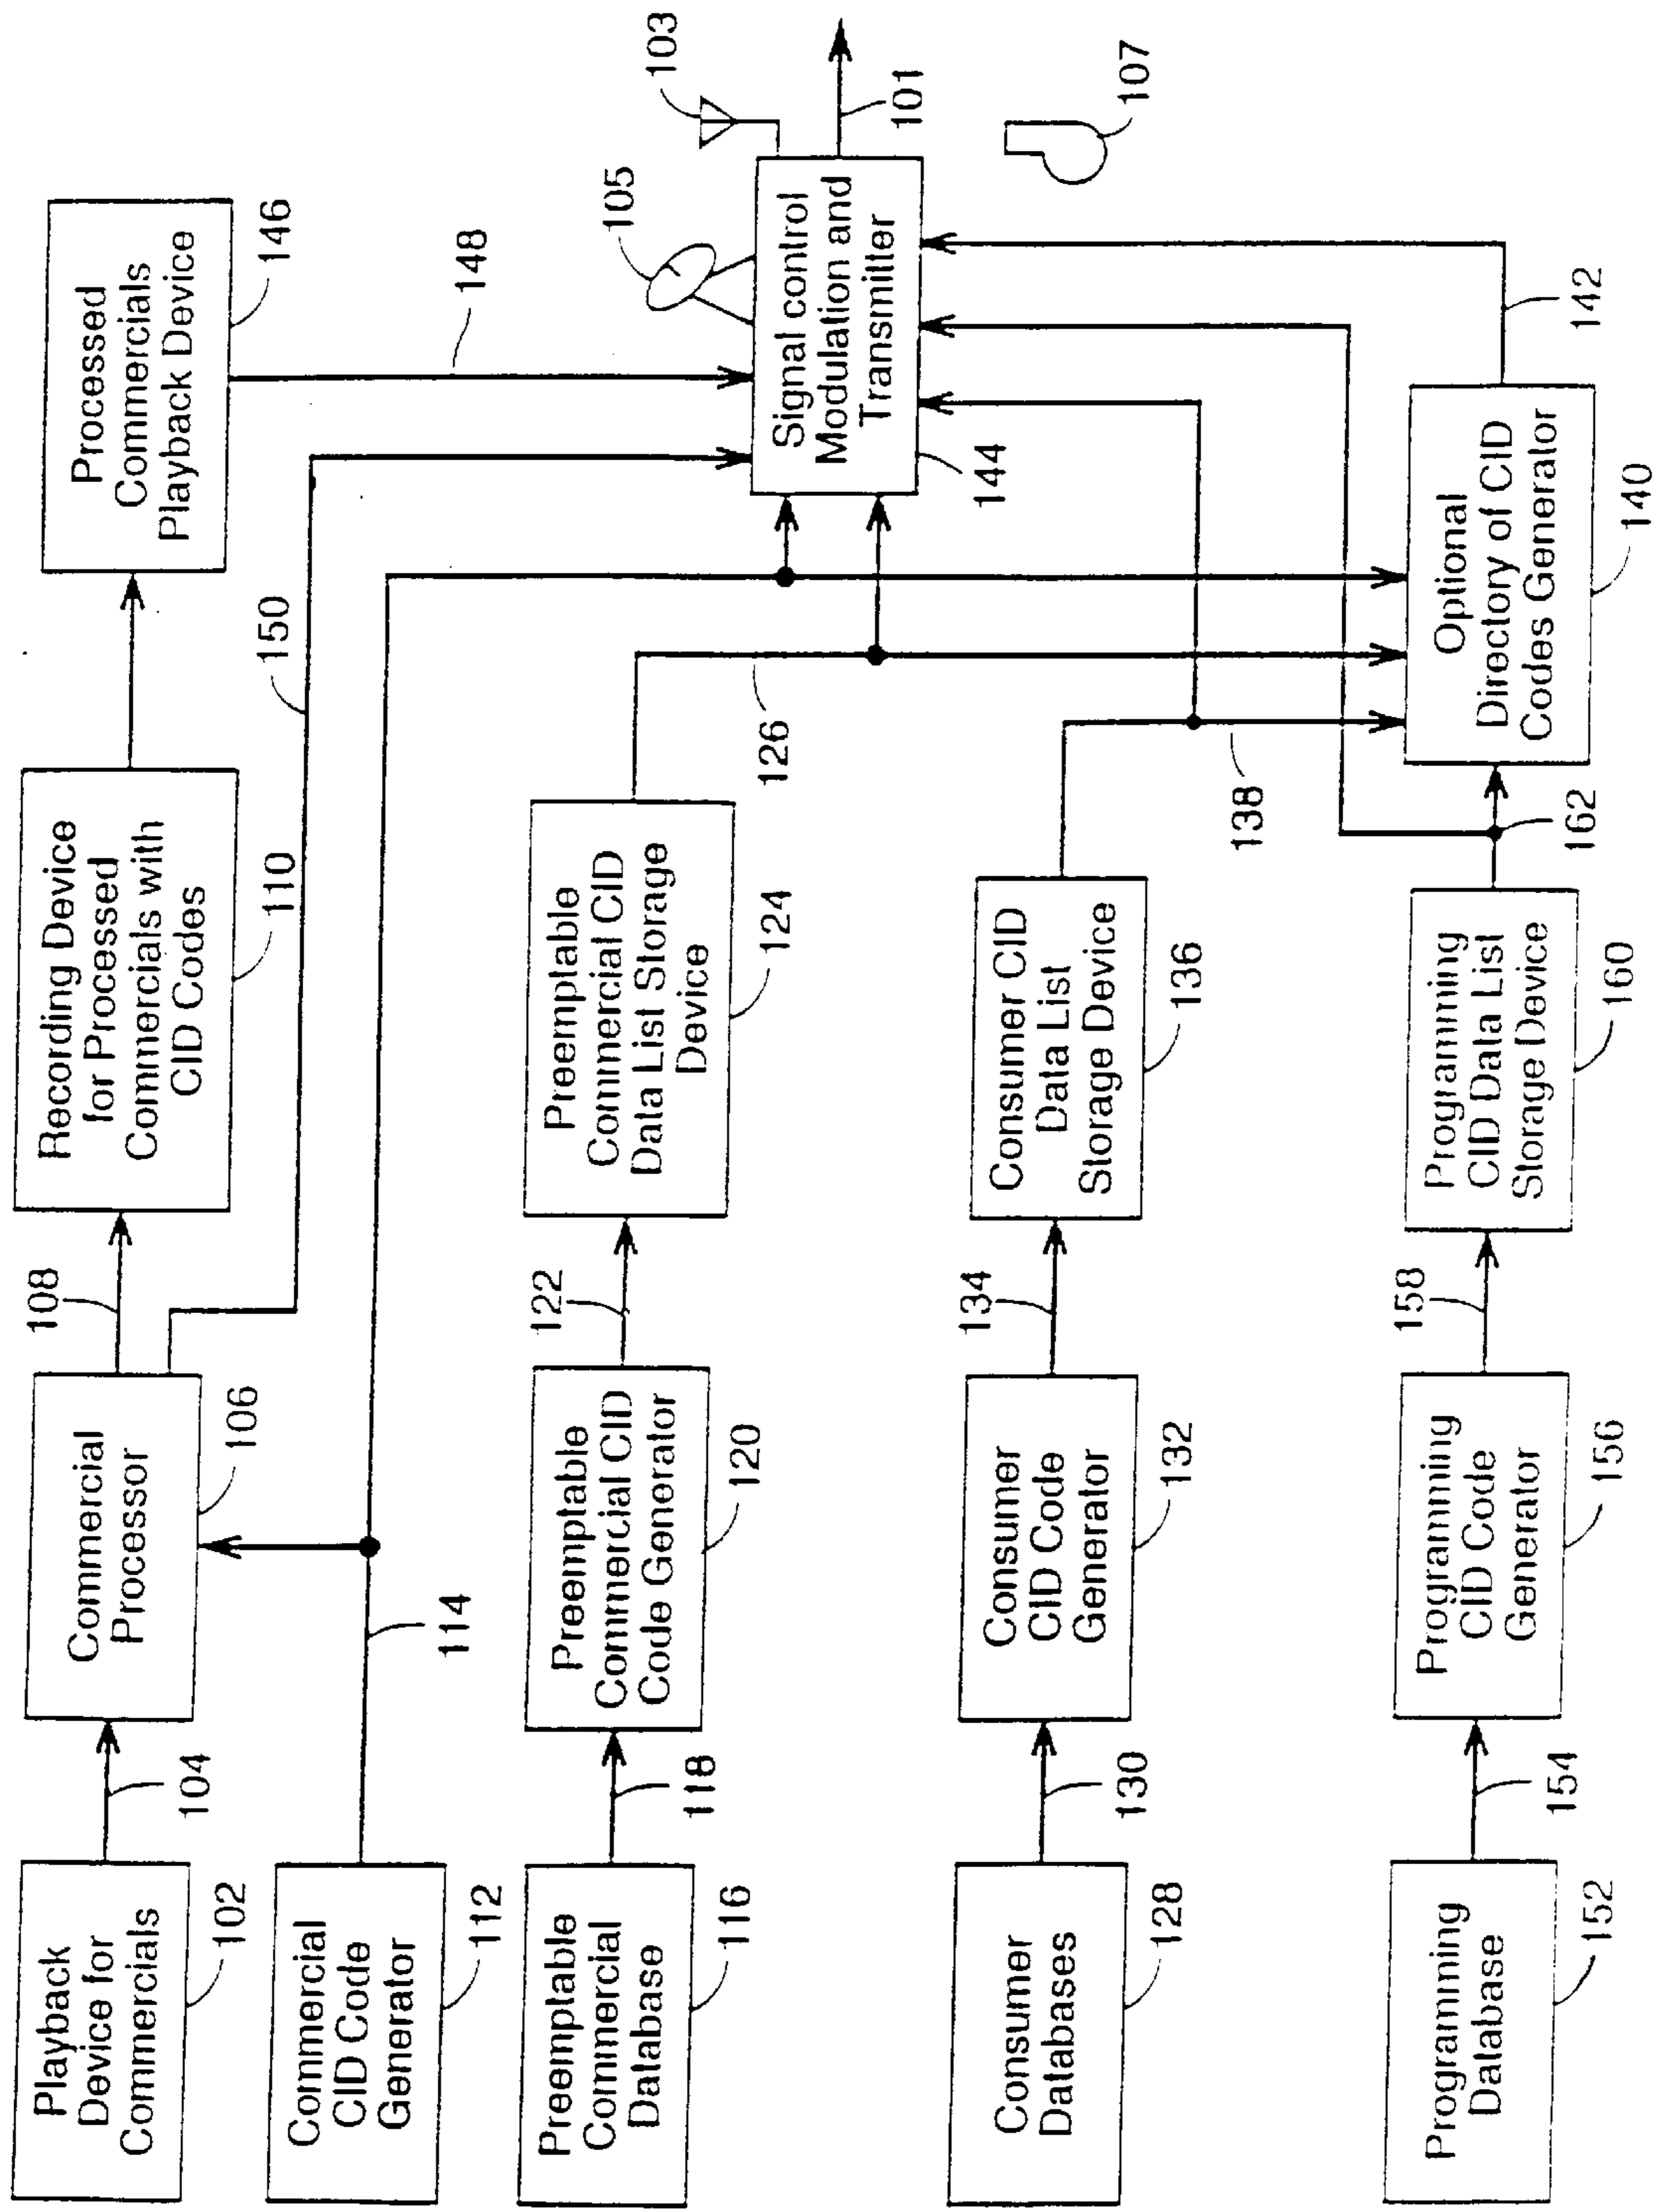 Playback
Device for
Commercials
102
104
Commercial
Processor
106
108
Recording Device
for Processed
Commercials with
CID Codes
110
Processed
Commercials
Playback Device
146
148
150
Commercial
CID Code
Generator
112
114
Preemptable
Commercial
Database
116
118
Preemptable
Commercial CID
Code Generator
120
122
Preemptable
Commercial CID
Data List Storage
Device
124
126
Signal control
Modulation and
Transmitter
144
105
103
101
107
Consumer
Databases
128
130
Consumer
CID Code
Generator
132
134
Consumer CID
Data List
Storage Device
136
138
Programming
Database
152
154
Programming
CID Code
Generator
156
158
Programming
CID Data List
Storage Device
160
162
Optional
Directory of CID
Codes Generator
140
142